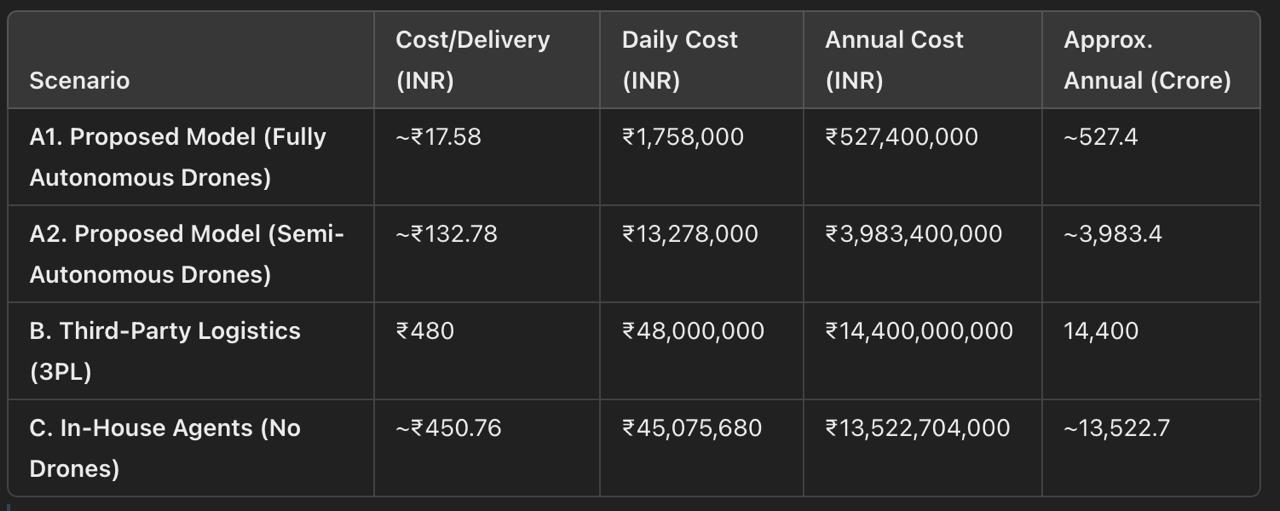 Scenario
Cost/Delivery
(INR)
Daily Cost
(INR)
Annual Cost
(INR)
Approx.
Annual (Crore)
A1. Proposed Model (Fully
Autonomous Drones)
~₹17.58
₹1,758,000
₹527,400,000
~527.4
A2. Proposed Model (Semi-
Autonomous Drones)
~₹132.78
₹13,278,000
₹3,983,400,000
~3,983.4
B. Third-Party Logistics
(3PL)
₹480
₹48,000,000
₹14,400,000,000
14,400
C. In-House Agents (No
Drones)
~₹450.76
₹45,075,680
₹13,522,704,000
~13,522.7